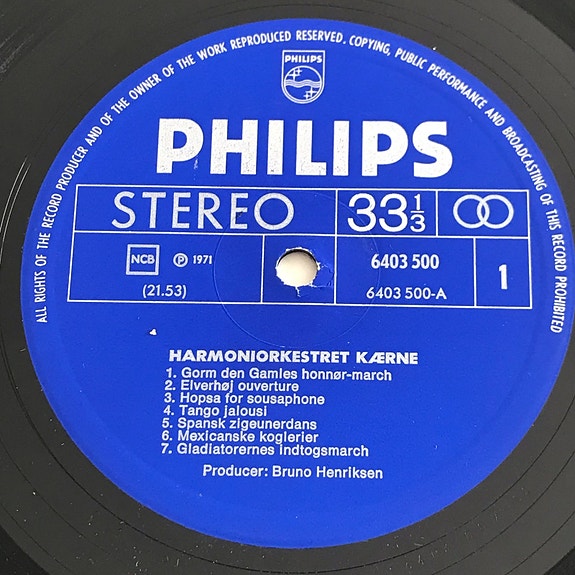 ALL RIGHTS OF THE RECORD PRODUCER AND OF THE OWNER OF THE WORK REPRODUCED RESERVED. COPYING, PUBLIC PERFORMANCE AND BROADCASTING OF THIS RECORD PROHIBITED
PHILIPS
PHILIPS
STEREO 33 1/3
NCB ℗ 1971 6403 500 1
(21.53) 6403 500-A
HARMONIORKESTRET KÆRNE
1. Gorm den Gamles honnør-march
2. Elverhøj ouverture
3. Hopsa for sousaphone
4. Tango jalousi
5. Spansk zigeunerdans
6. Mexicanske koglerier
7. Gladiatorernes indtogsmarch
Producer: Bruno Henriksen